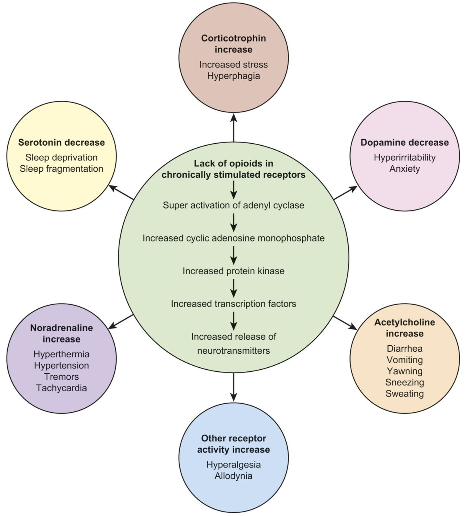 Corticotrophin
increase
Increased stress
Hyperphagia
Serotonin decrease
Sleep deprivation
Sleep fragmentation
Dopamine decrease
Hyperirritability
Anxiety
Lack of opioids in
chronically stimulated receptors
Super activation of adenyl cyclase
Increased cyclic adenosine monophosphate
Increased protein kinase
Increased transcription factors
Increased release of
neurotransmitters
Noradrenaline
increase
Hyperthermia
Hypertension
Tremors
Tachycardia
Acetylcholine
increase
Diarrhea
Vomiting
Yawning
Sneezing
Sweating
Other receptor
activity increase
Hyperalgesia
Allodynia